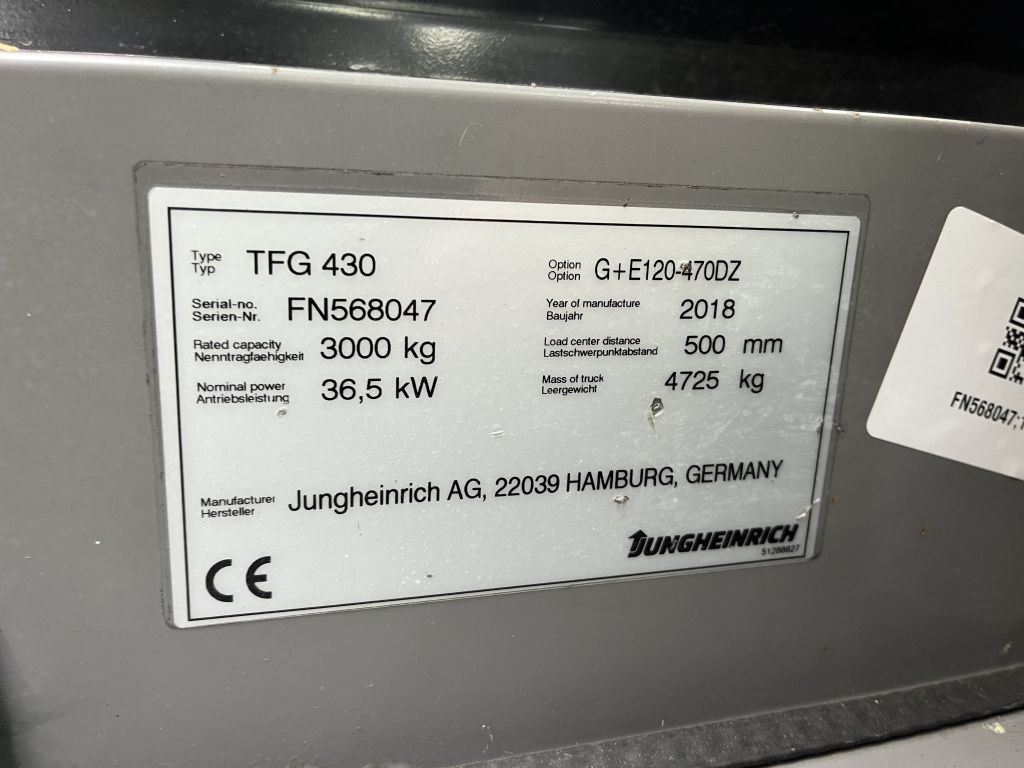 Type TFG 430
Typ
Option G+E120-470DZ
Option
Serial-no. FN568047
Serien-Nr.
Year of manufacture 2018
Baujahr
Rated capacity 3000 kg
Nenntragfaehigkeit
Load center distance 500 mm
Lastschwerpunktabstand
Nominal power 36,5 kW
Antriebsleistung
Mass of truck 4725 kg
Leergewicht
Manufacturer Jungheinrich AG, 22039 HAMBURG, GERMANY
Hersteller
JUNGHEINRICH
51288827
CE
FN568047;1